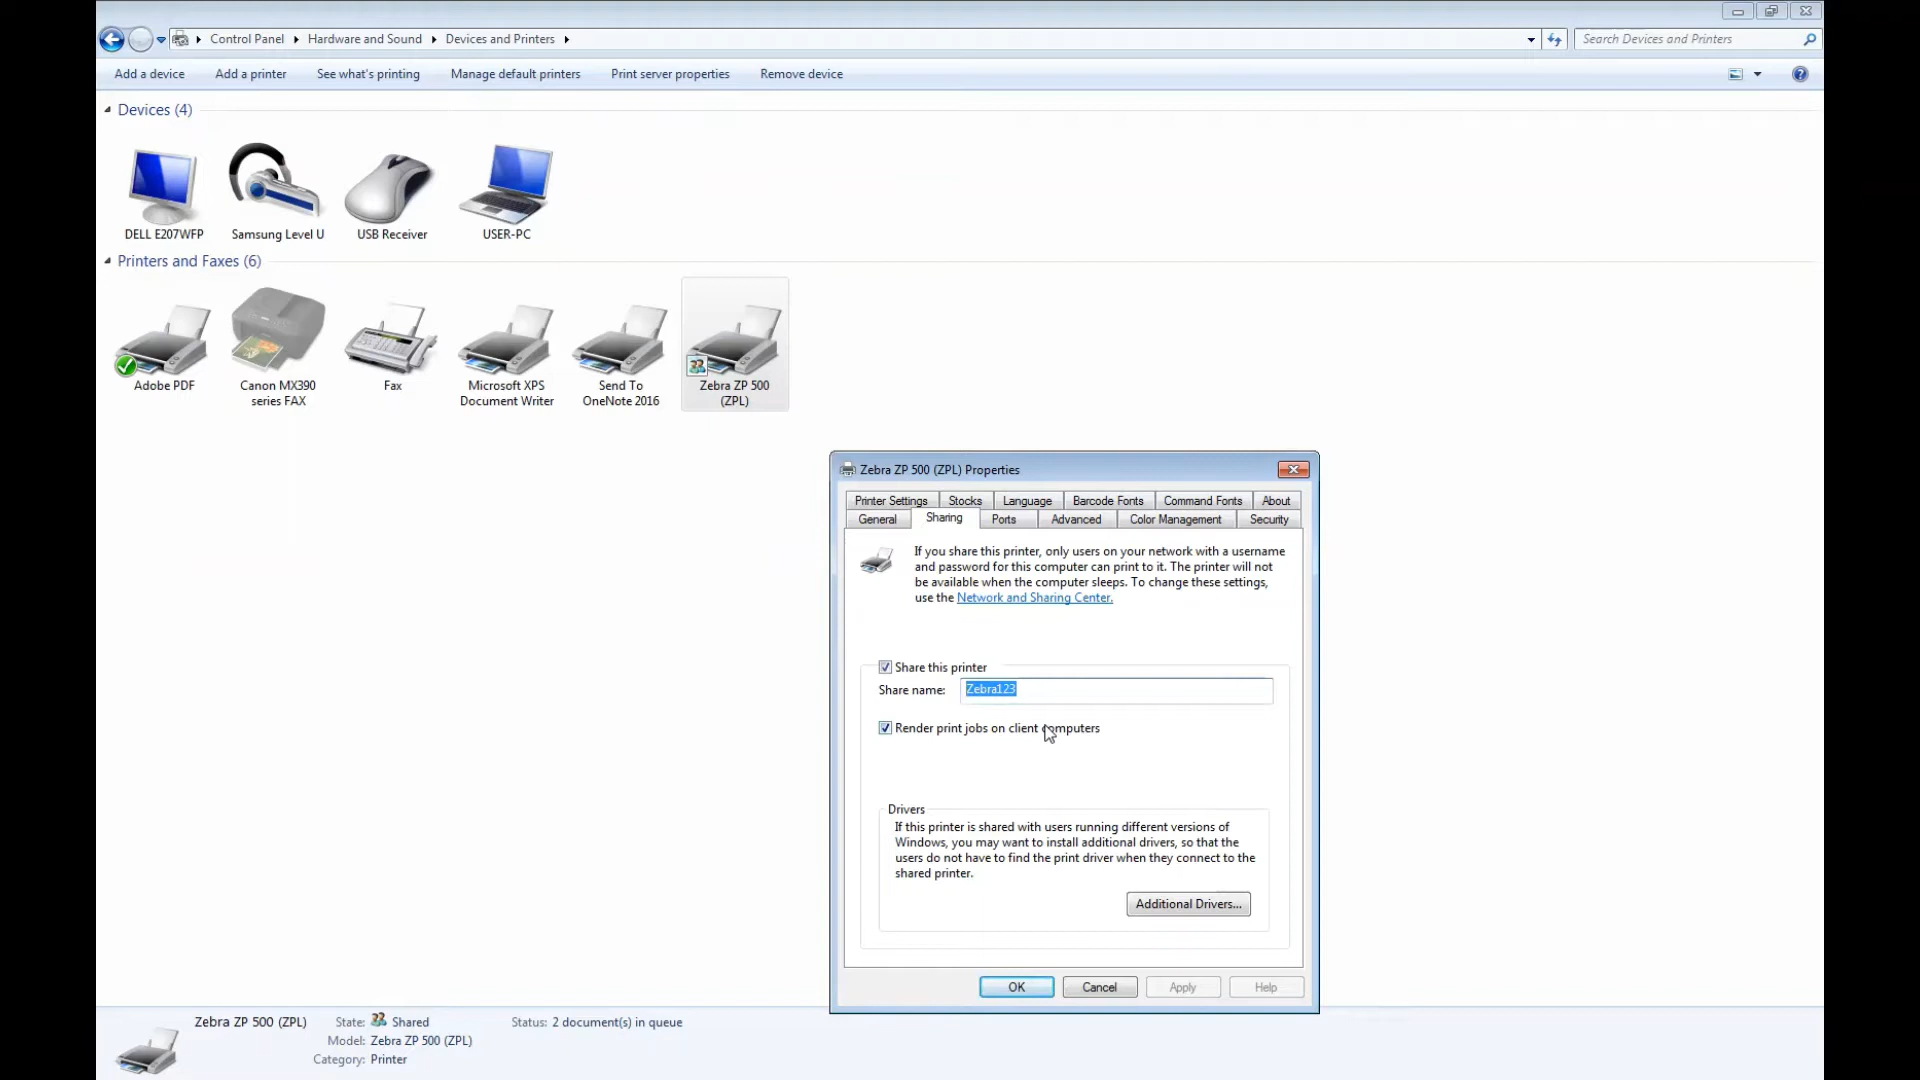 Control Panel
Hardware and Sound
Devices and Printers
Search Devices and Printers
Add a device
Add a printer
See what's printing
Manage default printers
Print server properties
Remove device
Devices (4)
DELL E207WFP
Samsung Level U
USB Receiver
USER-PC
Printers and Faxes (6)
Adobe PDF
Canon MX390
series FAX
Fax
Microsoft XPS
Document Writer
Send To
OneNote 2016
Zebra ZP 500
(ZPL)
Zebra ZP 500 (ZPL) Properties
Printer Settings
Stocks
Language
Barcode Fonts
Command Fonts
About
General
Sharing
Ports
Advanced
Color Management
Security
If you share this printer, only users on your network with a username
and password for this computer can print to it. The printer will not
be available when the computer sleeps. To change these settings,
use the Network and Sharing Center.
Share this printer
Share name: Zebra123
Render print jobs on client computers
Drivers
If this printer is shared with users running different versions of
Windows, you may want to install additional drivers, so that the
users do not have to find the print driver when they connect to the
shared printer.
Additional Drivers...
OK
Cancel
Apply
Help
Zebra ZP 500 (ZPL)
State: Shared
Status: 2 document(s) in queue
Model: Zebra ZP 500 (ZPL)
Category: Printer